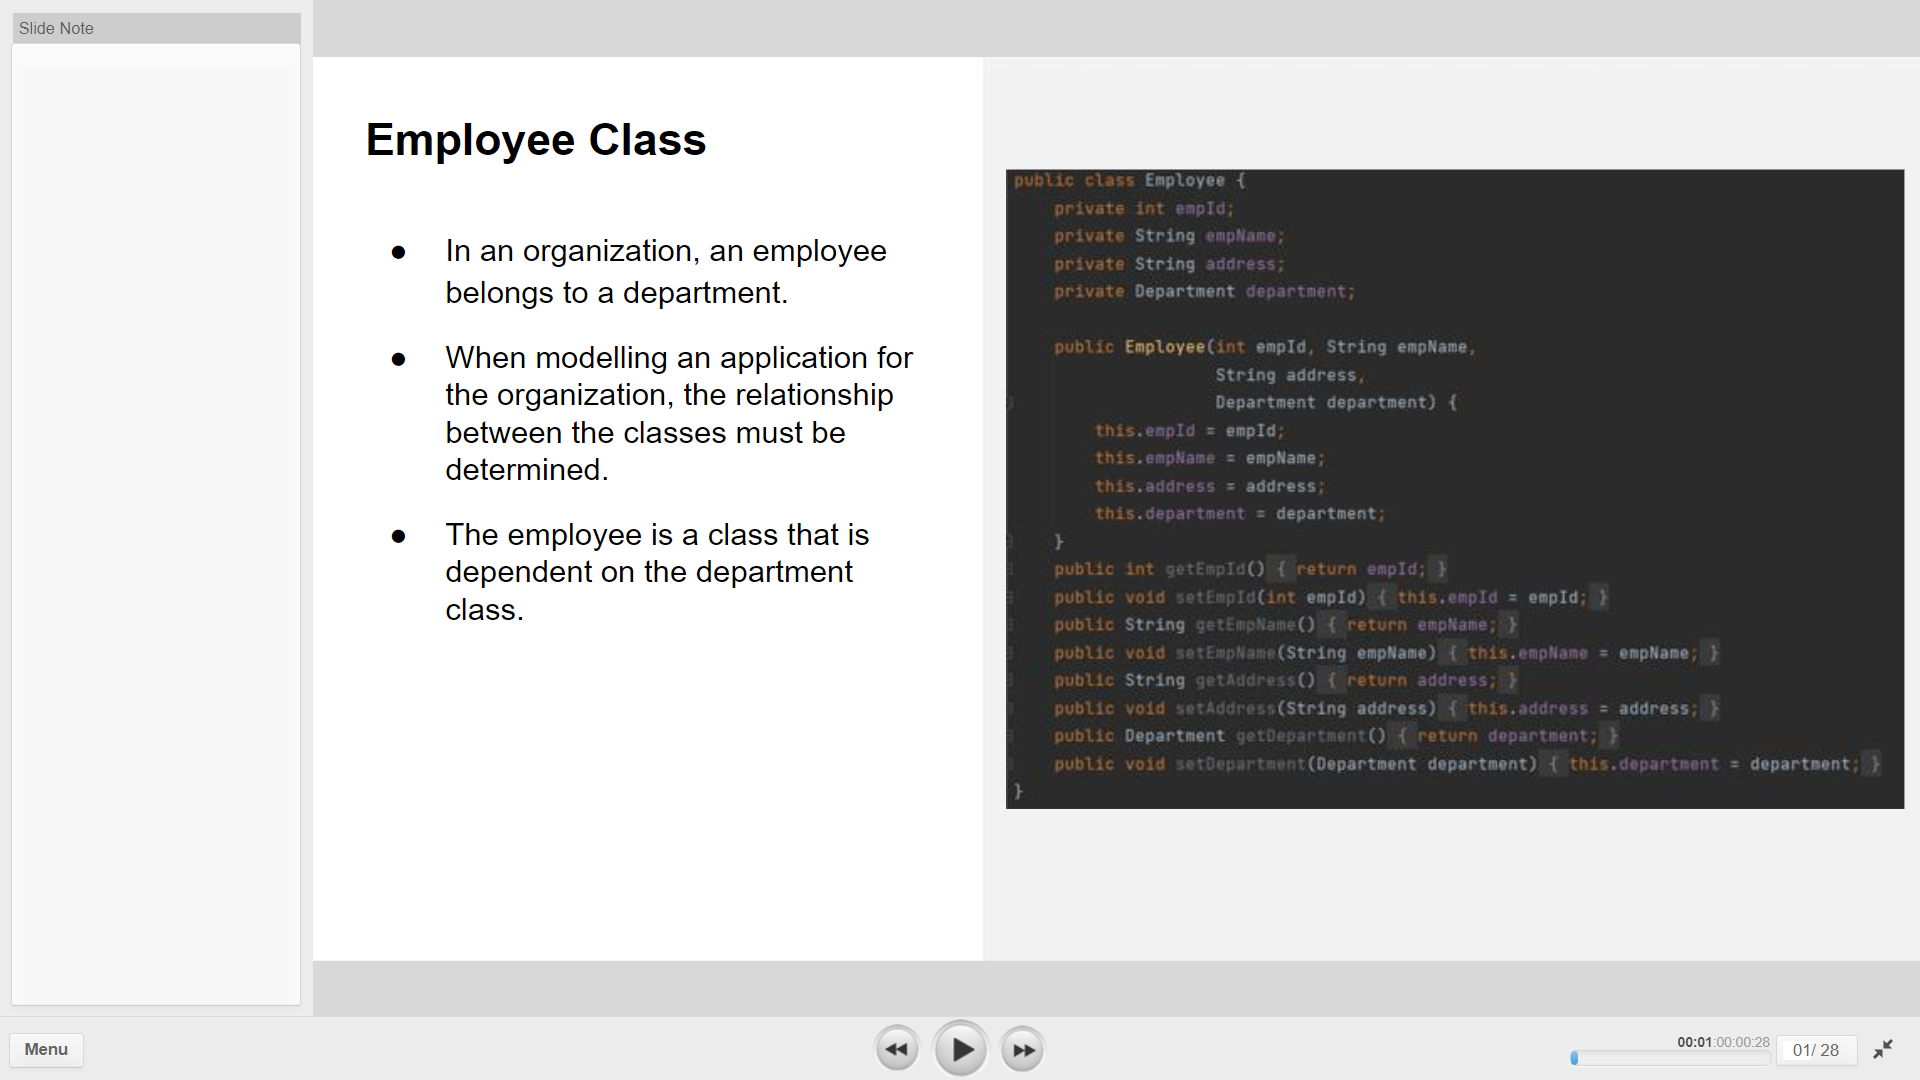 Slide Note
Employee Class
● In an organization, an employee
belongs to a department.
● When modelling an application for
the organization, the relationship
between the classes must be
determined.
● The employee is a class that is
dependent on the department
class.
public class Employee {
private int empId;
private String empName;
private String address;
private Department department;
public Employee(int empId, String empName,
String address,
Department department) {
this.empId = empId;
this.empName = empName;
this.address = address;
this.department = department;
}
public int getEmpId() { return empId; }
public void setEmpId(int empId) { this.empId = empId; }
public String getEmpName() { return empName; }
public void setEmpName(String empName) { this.empName = empName; }
public String getAddress() { return address; }
public void setAddress(String address) { this.address = address; }
public Department getDepartment() { return department; }
public void setDepartment(Department department) { this.department = department; }
}
Menu
00:01:00:00:28
01/ 28